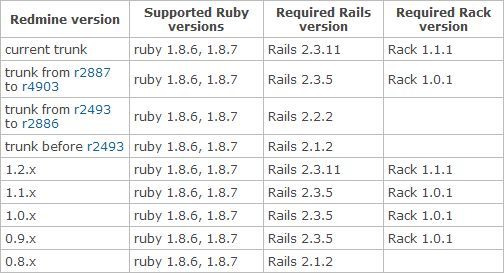 Redmine version Supported Ruby versions Required Rails version Required Rack version
current trunk ruby 1.8.6, 1.8.7 Rails 2.3.11 Rack 1.1.1
trunk from r2887 to r4903 ruby 1.8.6, 1.8.7 Rails 2.3.5 Rack 1.0.1
trunk from r2493 to r2886 ruby 1.8.6, 1.8.7 Rails 2.2.2
trunk before r2493 ruby 1.8.6, 1.8.7 Rails 2.1.2
1.2.x ruby 1.8.6, 1.8.7 Rails 2.3.11 Rack 1.1.1
1.1.x ruby 1.8.6, 1.8.7 Rails 2.3.5 Rack 1.0.1
1.0.x ruby 1.8.6, 1.8.7 Rails 2.3.5 Rack 1.0.1
0.9.x ruby 1.8.6, 1.8.7 Rails 2.3.5 Rack 1.0.1
0.8.x ruby 1.8.6, 1.8.7 Rails 2.1.2